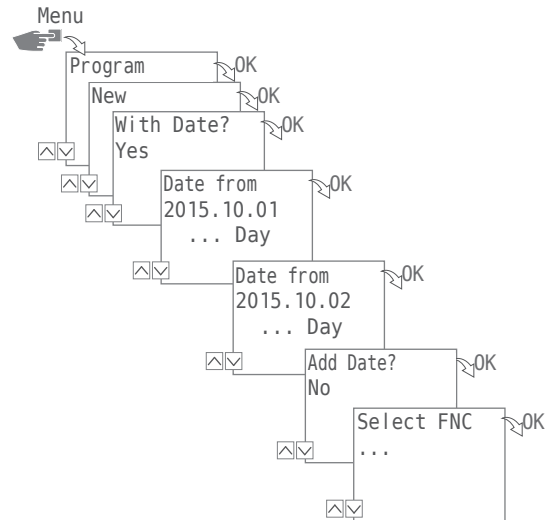 Menu
Program
OK
New
OK
With Date?
OK
Yes
Date from
OK
2015.10.01
... Day
Date from
OK
2015.10.02
... Day
Add Date?
OK
No
Select FNC
OK
...